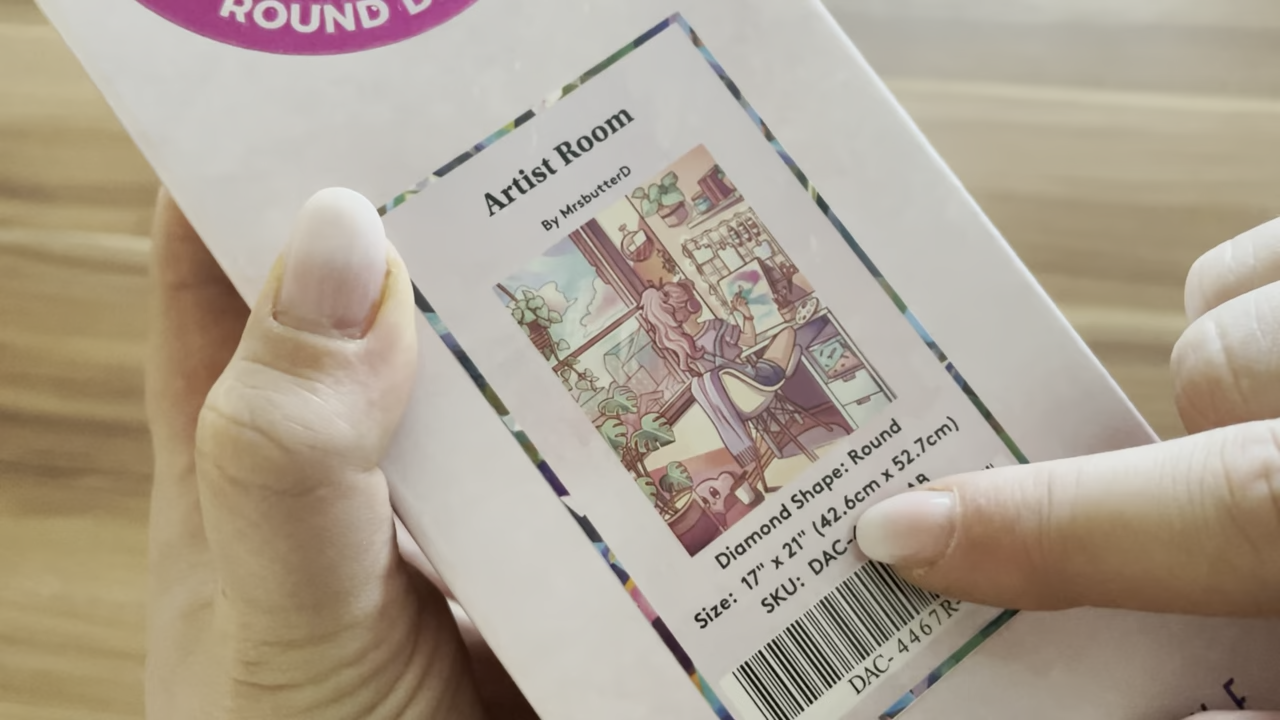 ROUND D
Artist Room
By MrsbutterD
Diamond Shape: Round
Size: 17" x 21" (42.6cm x 52.7cm)
SKU: DAC-
DAC- 4467R-